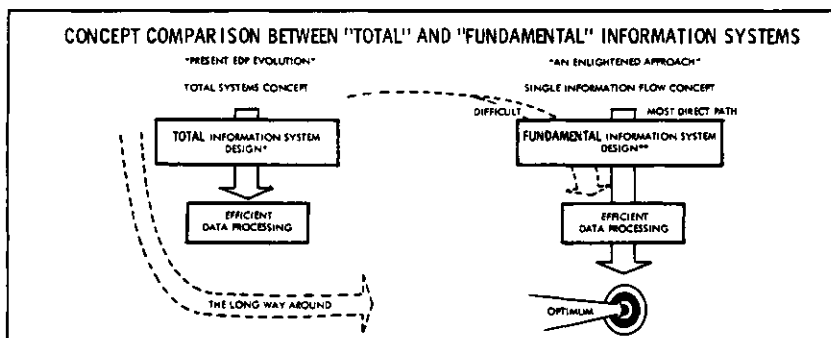 CONCEPT COMPARISON BETWEEN "TOTAL" AND "FUNDAMENTAL" INFORMATION SYSTEMS
"PRESENT EDP EVOLUTION"
TOTAL SYSTEMS CONCEPT
TOTAL INFORMATION SYSTEM
DESIGN*
EFFICIENT
DATA PROCESSING
THE LONG WAY AROUND
"AN ENLIGHTENED APPROACH"
SINGLE INFORMATION FLOW CONCEPT
DIFFICULT
MOST DIRECT PATH
FUNDAMENTAL INFORMATION SYSTEM
DESIGN**
EFFICIENT
DATA PROCESSING
OPTIMUM